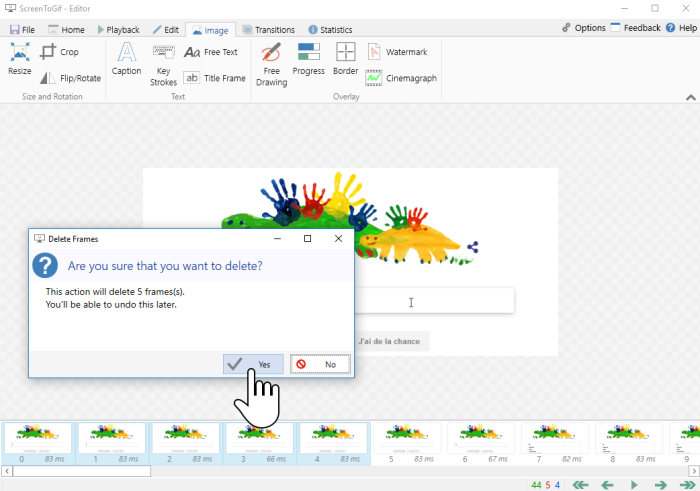 ScreenToGif - Editor
File Home Playback Edit Image Transitions Statistics Options Feedback Help
Resize Crop Flip/Rotate Caption Key Strokes Free Text Title Frame Free Drawing Progress Border Watermark Cinemagraph
Size and Rotation Text Overlay
Delete Frames
Are you sure that you want to delete?
This action will delete 5 frames(s).
You'll be able to undo this later.
Yes No
J'ai de la chance
0 83 ms 1 83 ms 2 83 ms 3 66 ms 4 83 ms 5 83 ms 6 67 ms 7 82 ms 8 83 ms 9
44 5 4